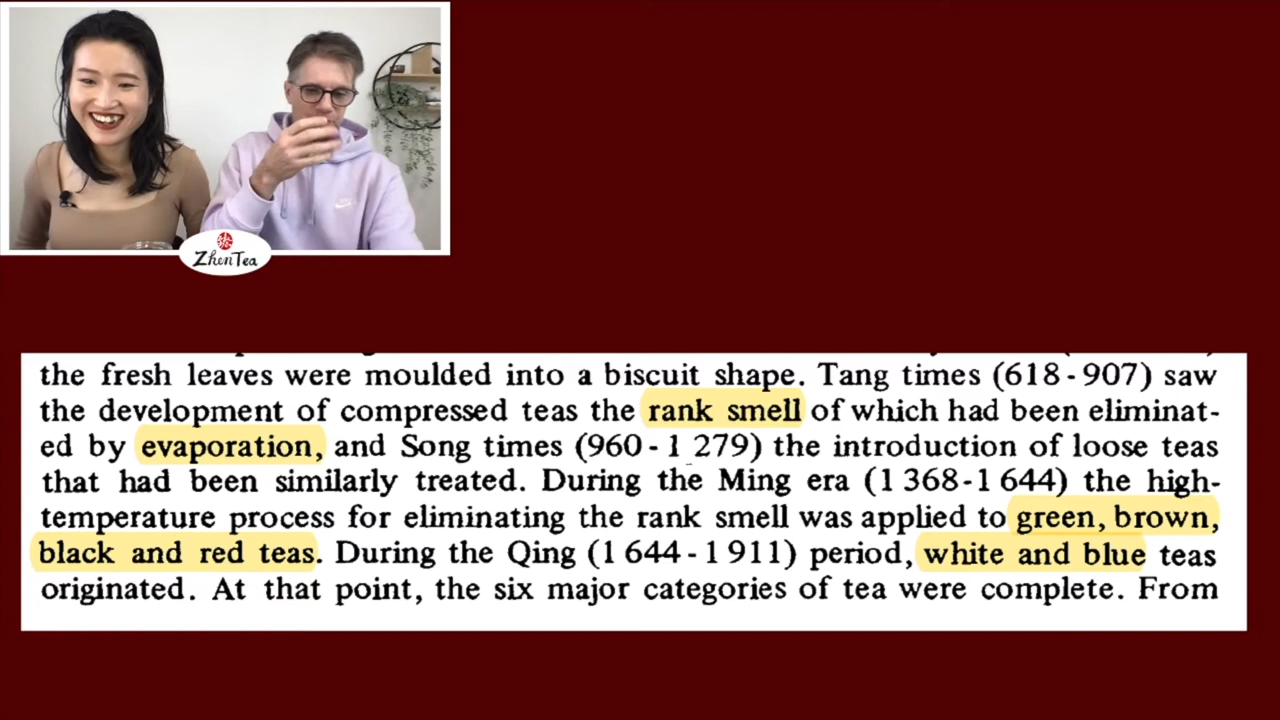 Zhen Tea
the fresh leaves were moulded into a biscuit shape. Tang times (618-907) saw
the development of compressed teas the rank smell of which had been eliminat-
ed by evaporation, and Song times (960-1 279) the introduction of loose teas
that had been similarly treated. During the Ming era (1 368-1 644) the high-
temperature process for eliminating the rank smell was applied to green, brown,
black and red teas. During the Qing (1 644-1 911) period, white and blue teas
originated. At that point, the six major categories of tea were complete. From